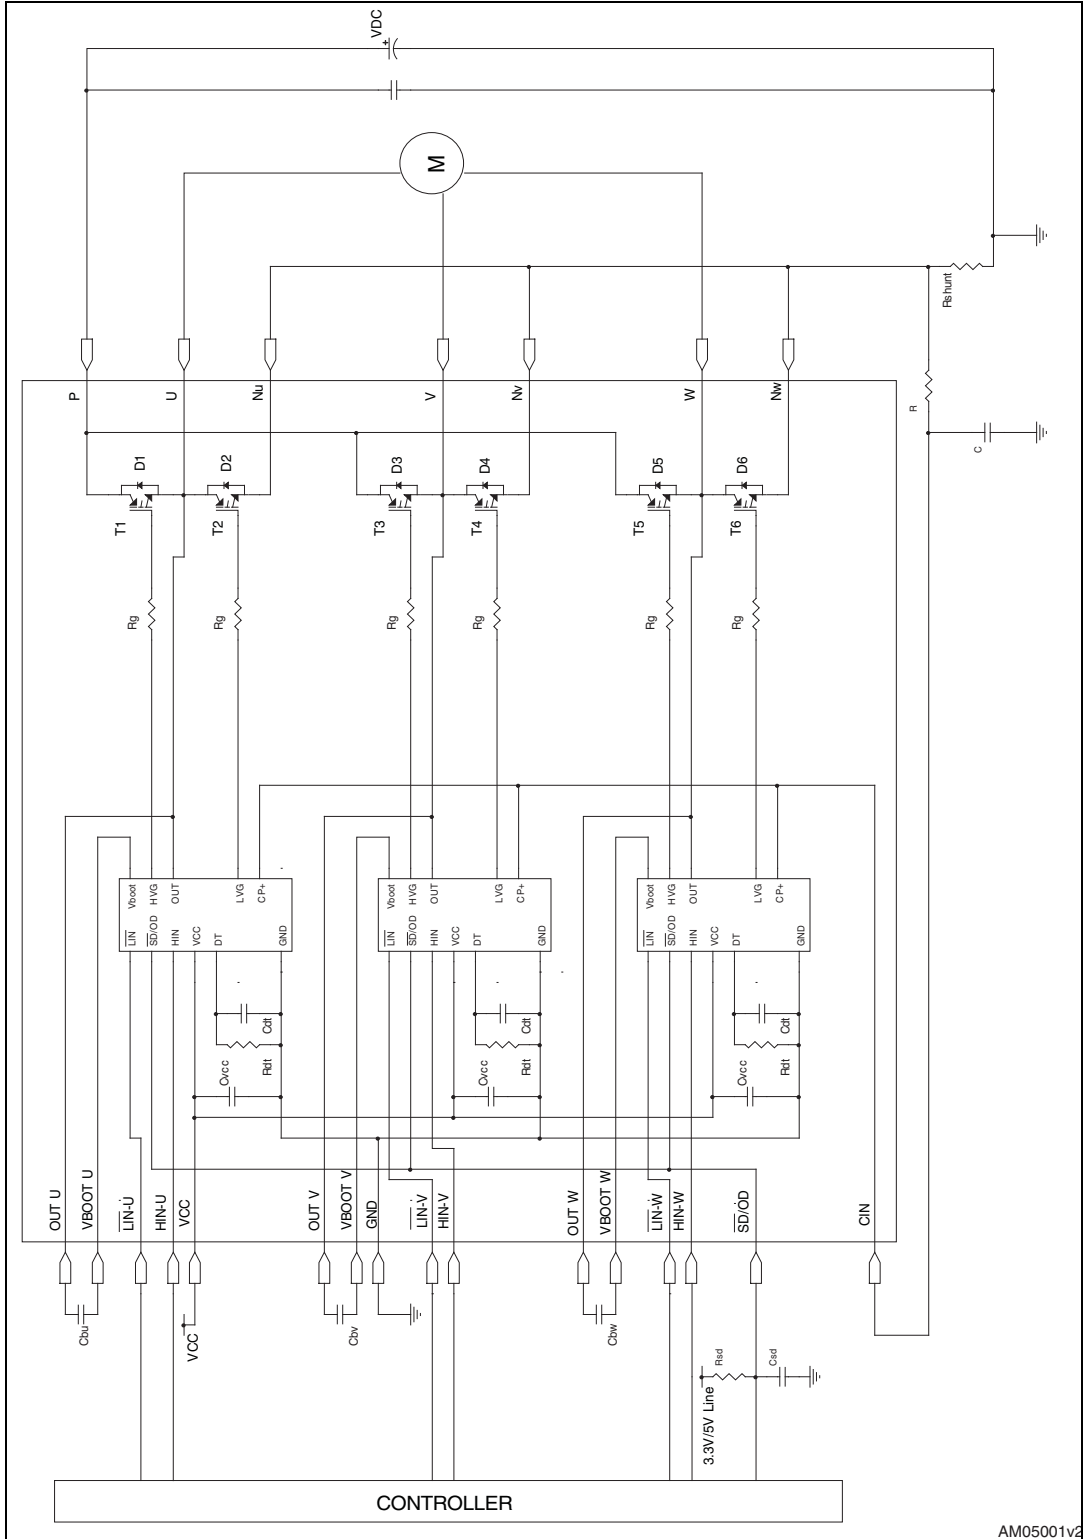 VDC
+
M
Rshunt
P
U
Nu
V
Nv
W
Nw
R
C
D1
D2
D3
D4
D5
D6
T1
T2
T3
T4
T5
T6
Rg
Rg
Rg
Rg
Rg
Rg
Vboot
HVG
OUT
LVG
CP+
LIN
SD/OD
HIN
VCC
DT
GND
Vboot
HVG
OUT
LVG
CP+
LIN
SD/OD
HIN
VCC
DT
GND
Vboot
HVG
OUT
LVG
CP+
LIN
SD/OD
HIN
VCC
DT
GND
Cdt
Rdt
Cvcc
Cdt
Rdt
Cvcc
Cdt
Rdt
Cvcc
OUT U
VBOOT U
LIN-U
HIN-U
VCC
OUT V
VBOOT V
GND
LIN-V
HIN-V
OUT W
VBOOT W
LIN-W
HIN-W
SD/OD
CIN
Cbu
VCC
Cbv
Cbw
Rsd
Csd
3.3V/5V Line
CONTROLLER
AM05001v2